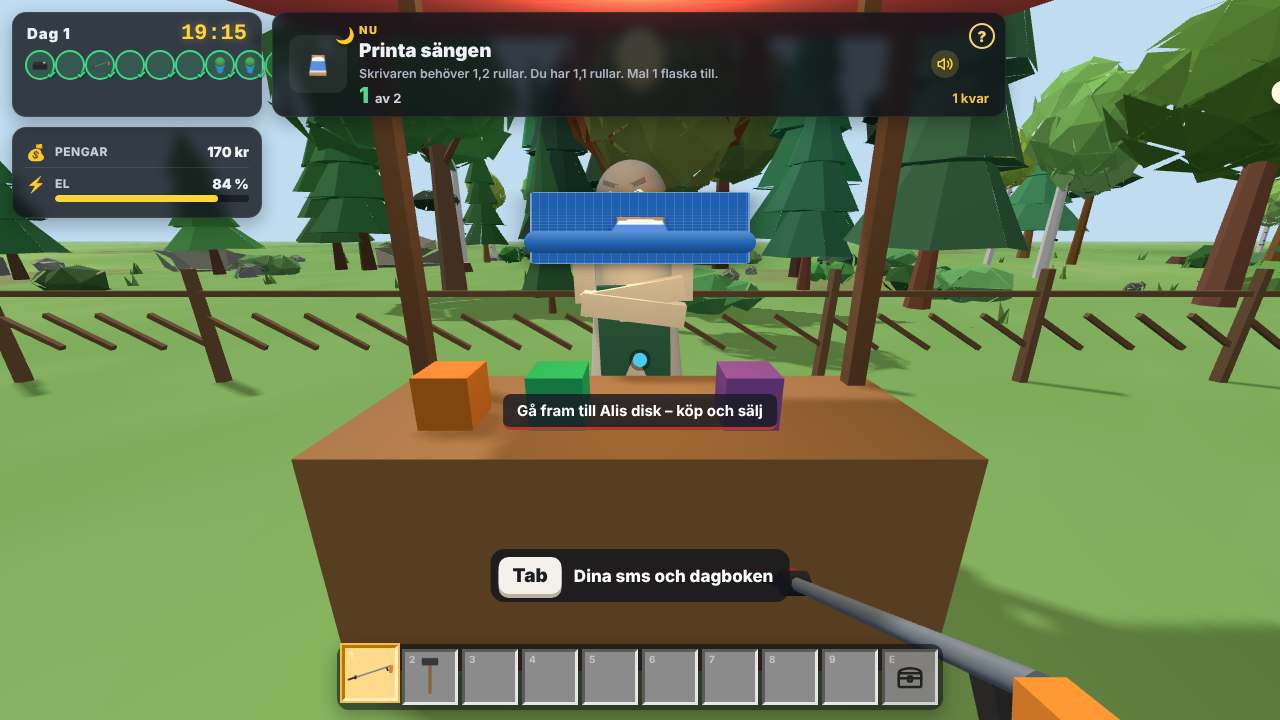 Dag 1
19:15
PENGAR
170 kr
EL
84 %
NU
Printa sängen
Skrivaren behöver 1,2 rullar. Du har 1,1 rullar. Mal 1 flaska till.
1 av 2
1 kvar
?
Gå fram till Alis disk – köp och sälj
Tab
Dina sms och dagboken
2
3
4
5
6
7
8
9
E